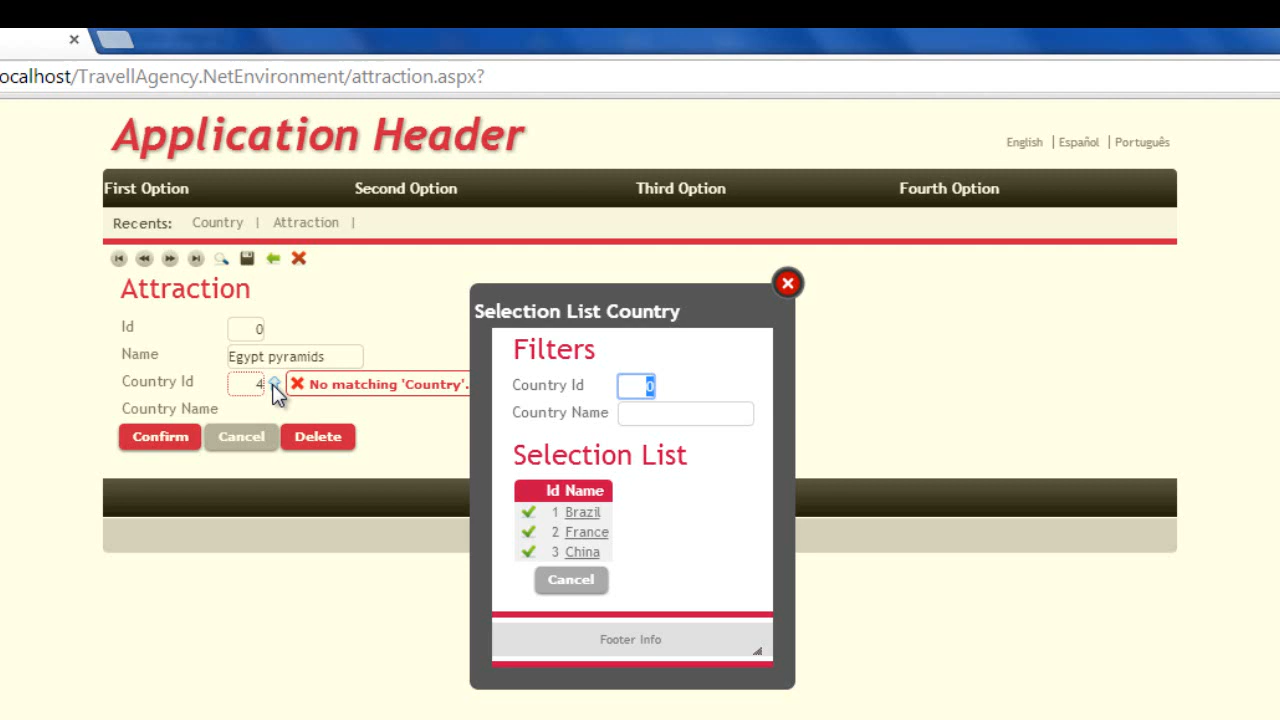 ocalhost/TravellAgency.NetEnvironment/attraction.aspx?
Application Header
English | Español | Português
First Option Second Option Third Option Fourth Option
Recents: Country | Attraction |
Attraction
Id 0
Name Egypt pyramids
Country Id 4 No matching 'Country'.
Country Name
Confirm Cancel Delete
Selection List Country
Filters
Country Id 0
Country Name
Selection List
Id Name
1 Brazil
2 France
3 China
Cancel
Footer Info